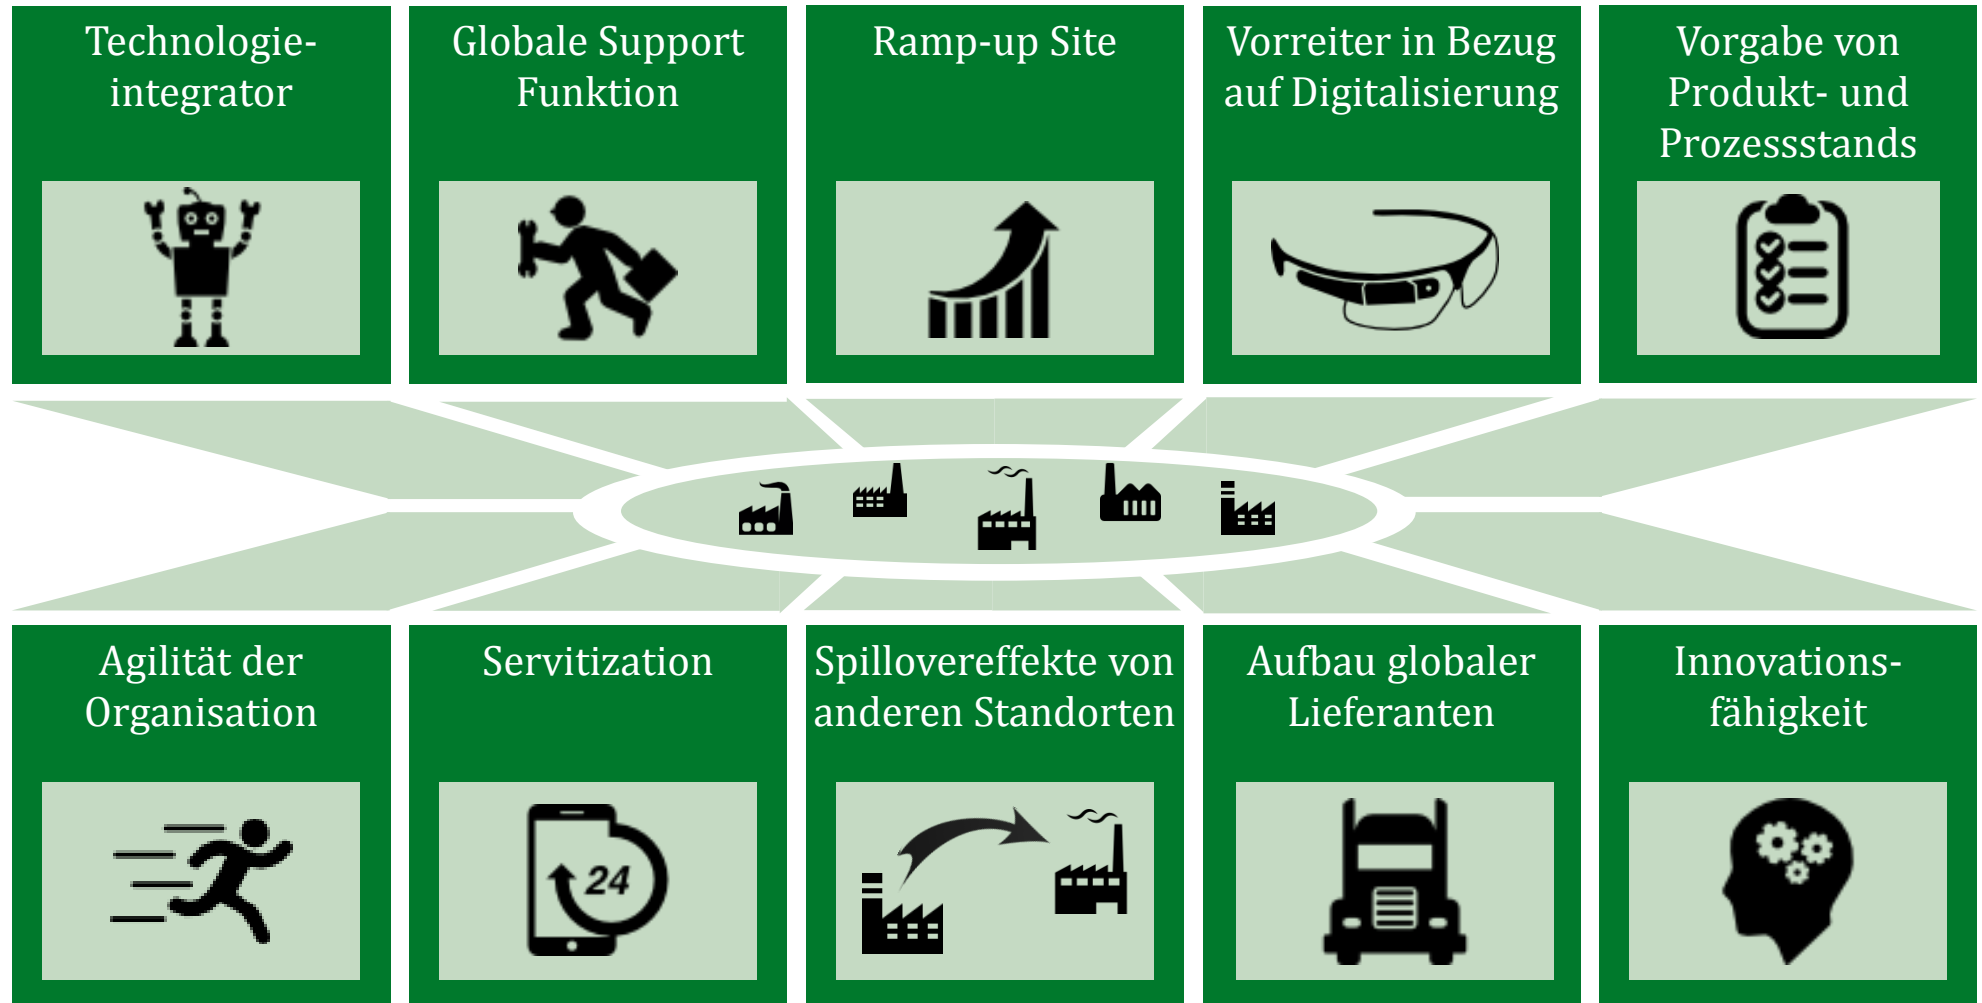 Technologie-
integrator
Globale Support
Funktion
Ramp-up Site
Vorreiter in Bezug
auf Digitalisierung
Vorgabe von
Produkt- und
Prozessstands
Agilität der
Organisation
Servitization
24
Spillovereffekte von
anderen Standorten
Aufbau globaler
Lieferanten
Innovations-
fähigkeit